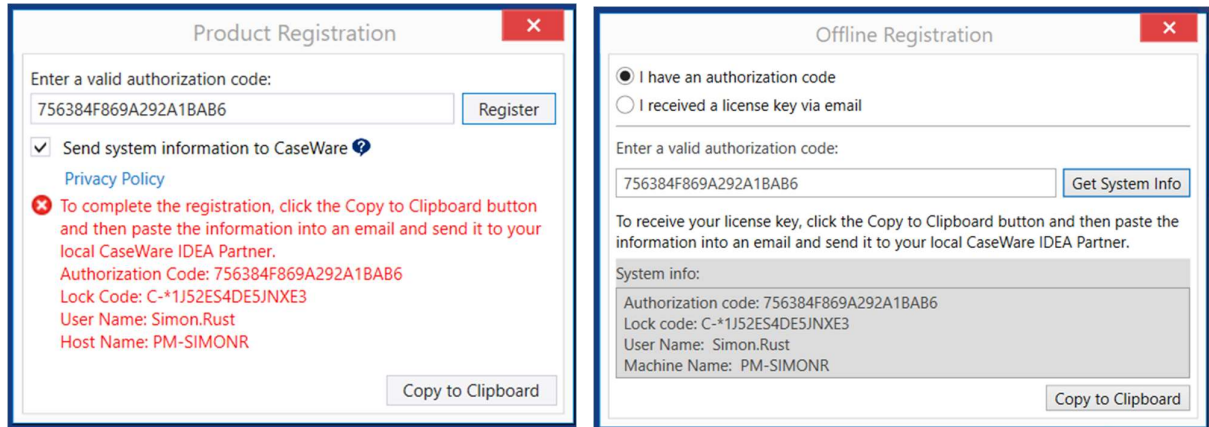 Product Registration
Enter a valid authorization code:
756384F869A292A1BAB6
Register
Send system information to CaseWare
Privacy Policy
To complete the registration, click the Copy to Clipboard button
and then paste the information into an email and send it to your
local CaseWare IDEA Partner.
Authorization Code: 756384F869A292A1BAB6
Lock Code: C-*1J52ES4DE5JNXE3
User Name: Simon.Rust
Host Name: PM-SIMONR
Copy to Clipboard
Offline Registration
I have an authorization code
I received a license key via email
Enter a valid authorization code:
756384F869A292A1BAB6
Get System Info
To receive your license key, click the Copy to Clipboard button and then paste the
information into an email and send it to your local CaseWare IDEA Partner.
System info:
Authorization code: 756384F869A292A1BAB6
Lock code: C-*1J52ES4DE5JNXE3
User Name: Simon.Rust
Machine Name: PM-SIMONR
Copy to Clipboard